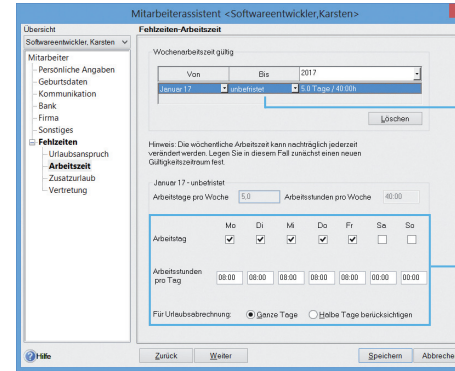 Mitarbeiterassistent <Softwareentwickler,Karsten>
Übersicht
Softwareentwickler, Karsten
Mitarbeiter
Persönliche Angaben
Geburtsdaten
Kommunikation
Bank
Firma
Sonstiges
Fehlzeiten
Urlaubsanspruch
Arbeitszeit
Zusatzurlaub
Vertretung
Fehlzeiten-Arbeitszeit
Wochenarbeitszeit gültig
Von Bis 2017
Januar 17 unbefristet 5.0 Tage / 40:00h
Löschen
Hinweis: Die wöchentliche Arbeitszeit kann nachträglich jederzeit
verändert werden. Legen Sie in diesem Fall zunächst einen neuen
Gültigkeitszeitraum fest.
Januar 17 - unbefristet
Arbeitstage pro Woche 5,0 Arbeitsstunden pro Woche 40:00
Mo Di Mi Do Fr Sa So
Arbeitstag
Arbeitsstunden
pro Tag 08:00 08:00 08:00 08:00 08:00 00:00 00:00
Für Urlaubsabrechnung: Ganze Tage Halbe Tage berücksichtigen
Hilfe Zurück Weiter Speichern Abbreche